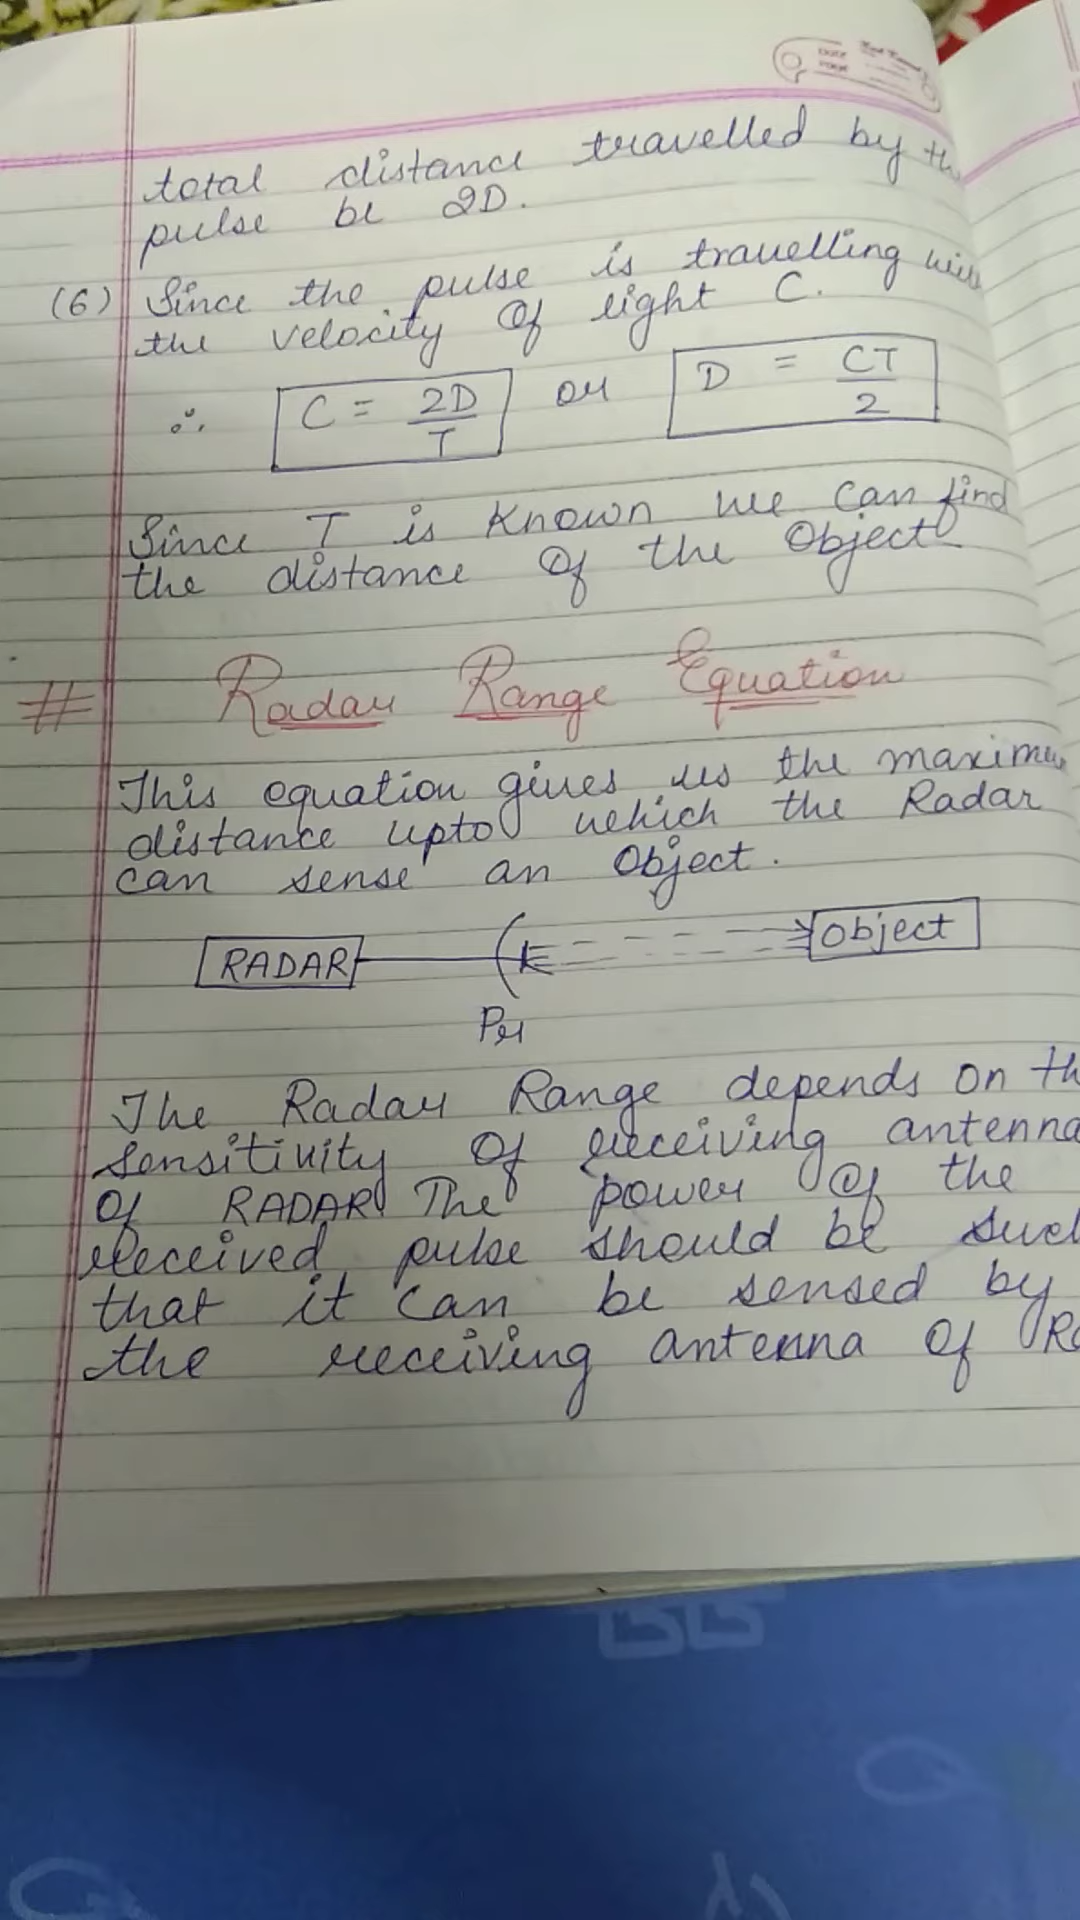 total distance travelled by the
pulse be 2D.
(6) Since the pulse is travelling with
the velocity Of light C.
∴ C = 2D/T or D = CT/2
Since T is Known we Can find
the distance Of the Object
# Radar Range Equation
This equation gives us the maximum
distance upto which the Radar
can sense an Object.
RADAR Object
Pr
The Radar Range depends on th
sensitivity Of receiving antenna
Of RADAR The power Of the
received pulse should be such
that it Can be sensed by
the receiving antenna Of Ra